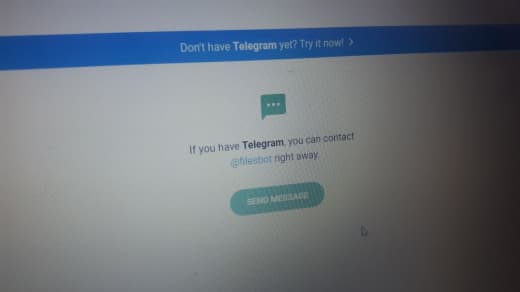 Don't have Telegram yet? Try it now!
If you have Telegram, you can contact
@filesbot right away.
SEND MESSAGE